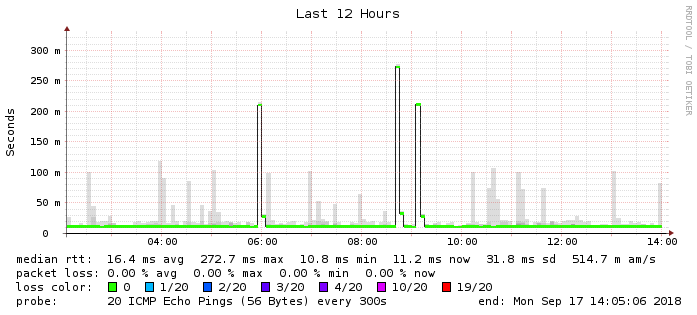 Last 12 Hours
RRDTOOL / TOBI OETIKER
Seconds
300 m
250 m
200 m
150 m
100 m
50 m
0
04:00 06:00 08:00 10:00 12:00 14:00
median rtt: 16.4 ms avg 272.7 ms max 10.8 ms min 11.2 ms now 31.8 ms sd 514.7 m am/s
packet loss: 0.00 % avg 0.00 % max 0.00 % min 0.00 % now
loss color: 0 1/20 2/20 3/20 4/20 10/20 19/20
probe: 20 ICMP Echo Pings (56 Bytes) every 300s end: Mon Sep 17 14:05:06 2018